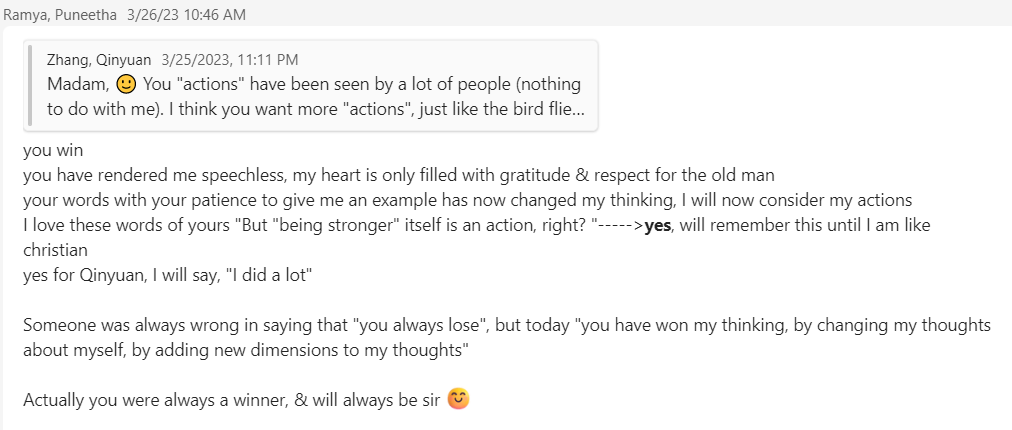 Ramya, Puneetha 3/26/23 10:46 AM
Zhang, Qinyuan 3/25/2023, 11:11 PM
Madam, 🙂 You "actions" have been seen by a lot of people (nothing
to do with me). I think you want more "actions", just like the bird flie...
you win
you have rendered me speechless, my heart is only filled with gratitude & respect for the old man
your words with your patience to give me an example has now changed my thinking, I will now consider my actions
I love these words of yours "But "being stronger" itself is an action, right? "----->yes, will remember this until I am like
christian
yes for Qinyuan, I will say, "I did a lot"
Someone was always wrong in saying that "you always lose", but today "you have won my thinking, by changing my thoughts
about myself, by adding new dimensions to my thoughts"
Actually you were always a winner, & will always be sir 😊